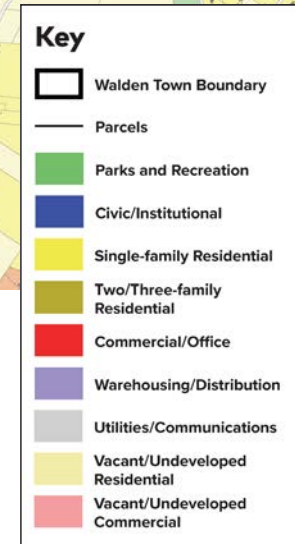 Key
Walden Town Boundary
Parcels
Parks and Recreation
Civic/Institutional
Single-family Residential
Two/Three-family
Residential
Commercial/Office
Warehousing/Distribution
Utilities/Communications
Vacant/Undeveloped
Residential
Vacant/Undeveloped
Commercial